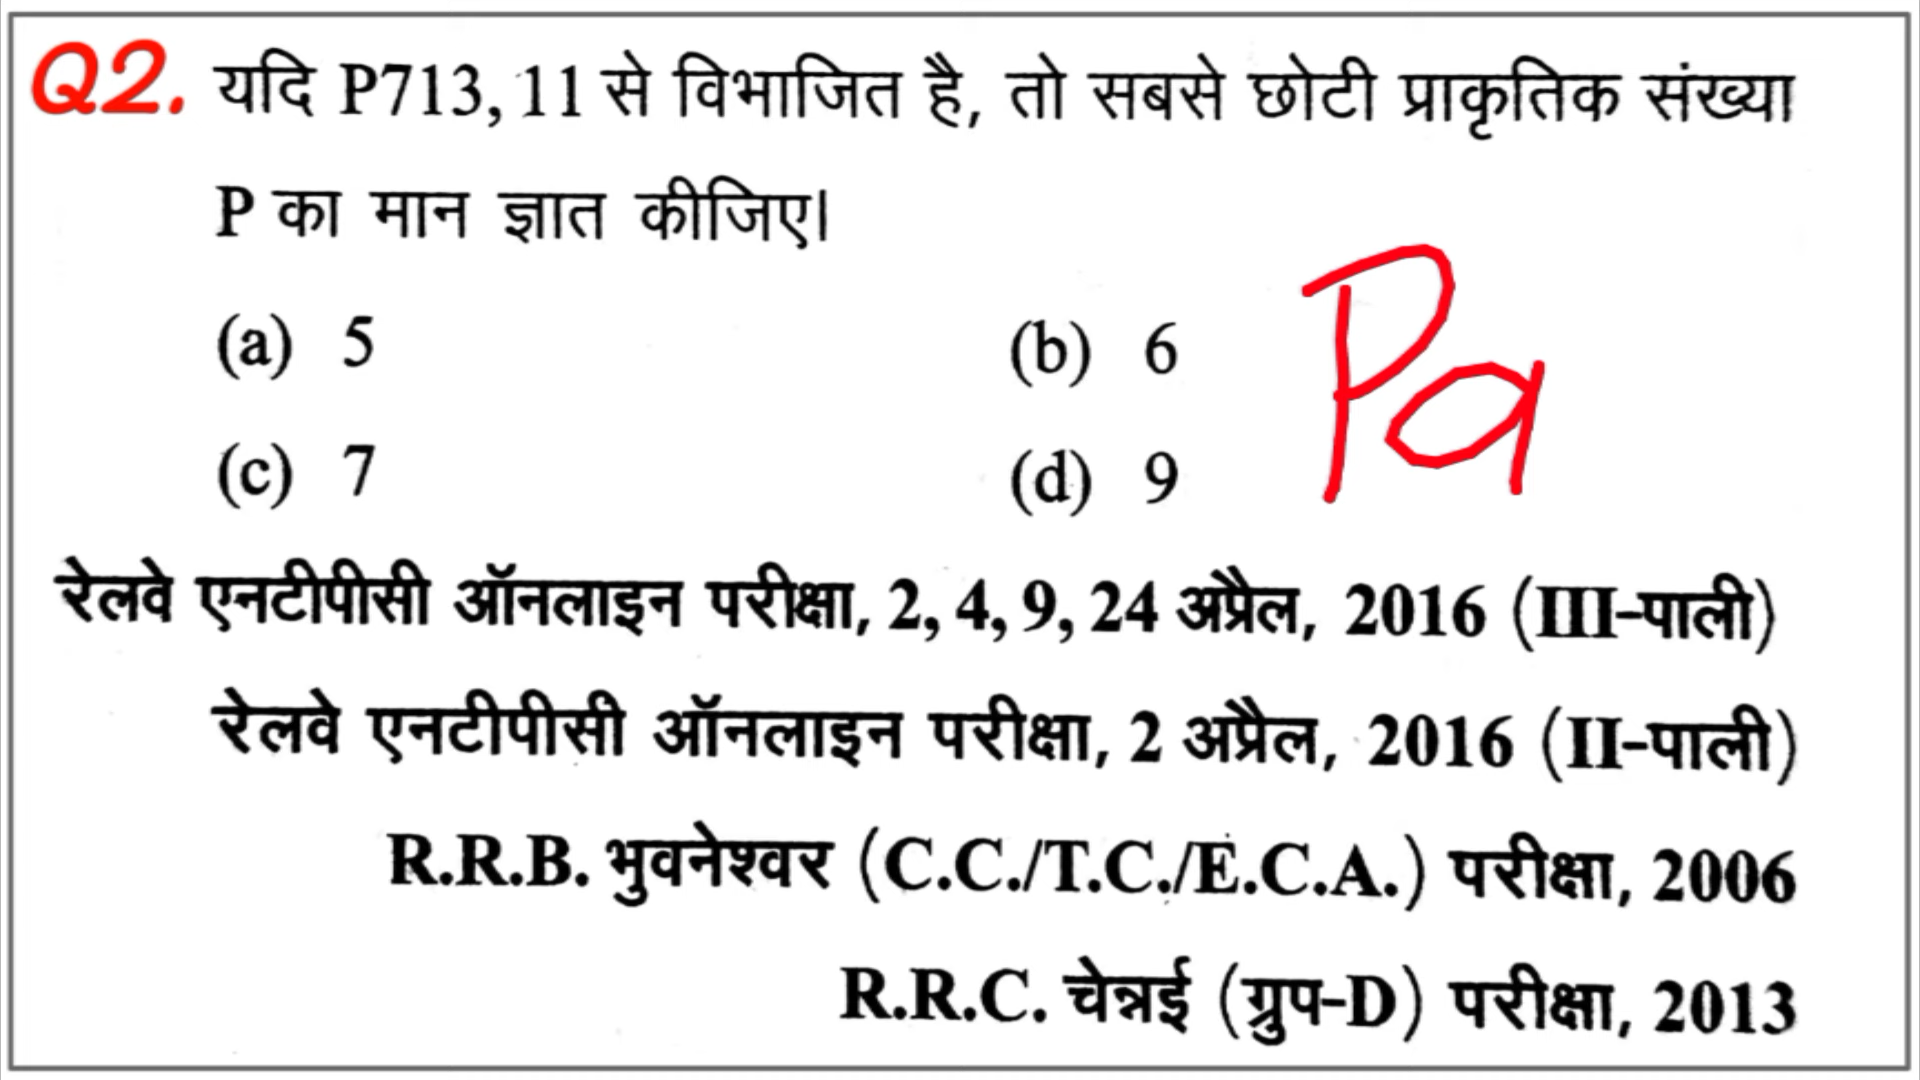 Q2. यदि P713, 11 से विभाजित है, तो सबसे छोटी प्राकृतिक संख्या
P का मान ज्ञात कीजिए।
(a) 5 (b) 6
(c) 7 (d) 9
Pa
रेलवे एनटीपीसी ऑनलाइन परीक्षा, 2, 4, 9, 24 अप्रैल, 2016 (III-पाली)
रेलवे एनटीपीसी ऑनलाइन परीक्षा, 2 अप्रैल, 2016 (II-पाली)
R.R.B. भुवनेश्वर (C.C./T.C./E.C.A.) परीक्षा, 2006
R.R.C. चेन्नई (ग्रुप-D) परीक्षा, 2013